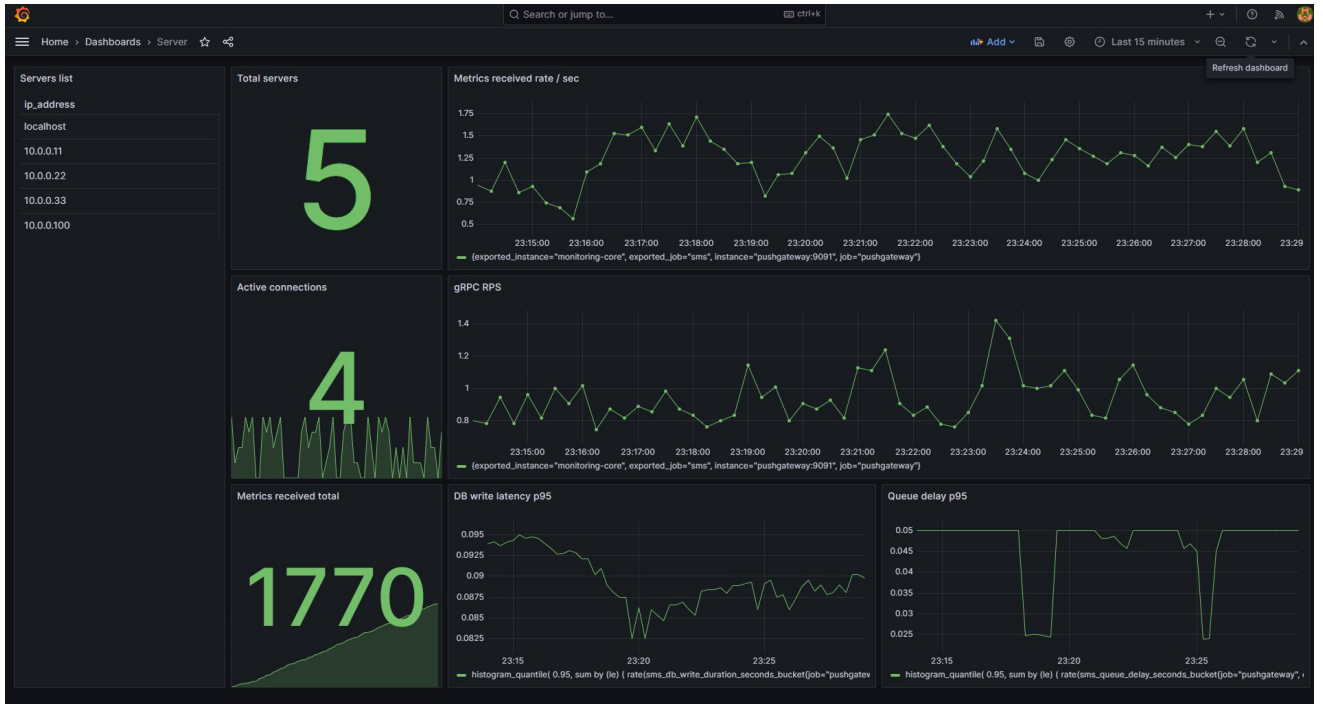 Search or jump to...
ctrl+k
Home › Dashboards › Server
Add
Last 15 minutes
Refresh dashboard
Servers list
ip_address
localhost
10.0.0.11
10.0.0.22
10.0.0.33
10.0.0.100
Total servers
5
Active connections
4
Metrics received total
1770
Metrics received rate / sec
1.75
1.5
1.25
1
0.75
0.5
23:15:00 23:16:00 23:17:00 23:18:00 23:19:00 23:20:00 23:21:00 23:22:00 23:23:00 23:24:00 23:25:00 23:26:00 23:27:00 23:28:00 23:29
{exported_instance="monitoring-core", exported_job="sms", instance="pushgateway:9091", job="pushgateway"}
gRPC RPS
1.4
1.2
1
0.8
23:15:00 23:16:00 23:17:00 23:18:00 23:19:00 23:20:00 23:21:00 23:22:00 23:23:00 23:24:00 23:25:00 23:26:00 23:27:00 23:28:00 23:29
{exported_instance="monitoring-core", exported_job="sms", instance="pushgateway:9091", job="pushgateway"}
DB write latency p95
0.095
0.0925
0.09
0.0875
0.085
0.0825
23:15 23:20 23:25
histogram_quantile( 0.95, sum by (le) ( rate(sms_db_write_duration_seconds_bucket{job="pushgatew
Queue delay p95
0.05
0.045
0.04
0.035
0.03
0.025
23:15 23:20 23:25
histogram_quantile( 0.95, sum by (le) ( rate(sms_queue_delay_seconds_bucket{job="pushgateway",